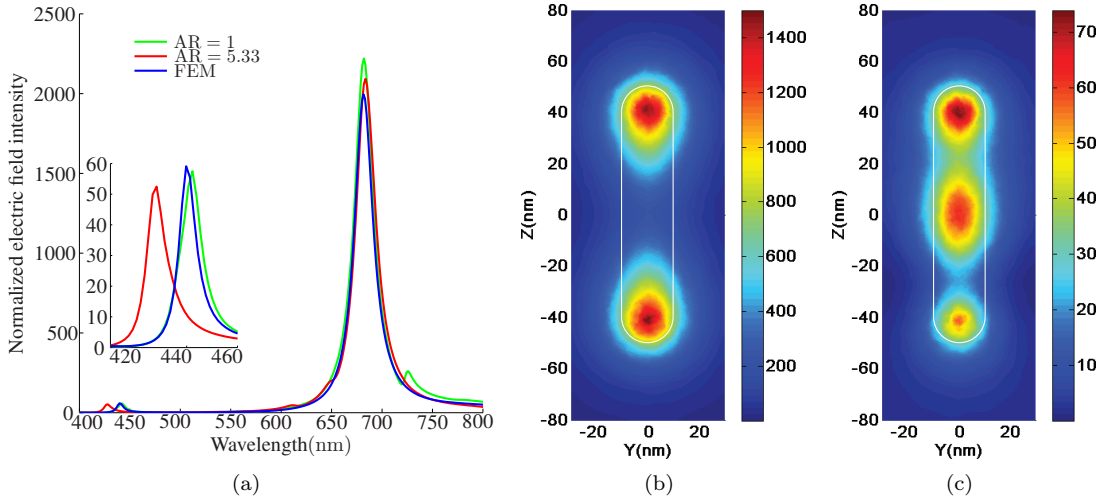 Normalized electric field intensity
2500
2000
1500
1000
500
0
AR = 1
AR = 5.33
FEM
60
50
40
30
20
10
0
420 440 460
400 450 500 550 600 650 700 750 800
Wavelength(nm)
(a)
Z(nm)
80
60
40
20
0
-20
-40
-60
-80
-20 0 20
Y(nm)
1400
1200
1000
800
600
400
200
(b)
Z(nm)
80
60
40
20
0
-20
-40
-60
-80
-20 0 20
Y(nm)
70
60
50
40
30
20
10
(c)